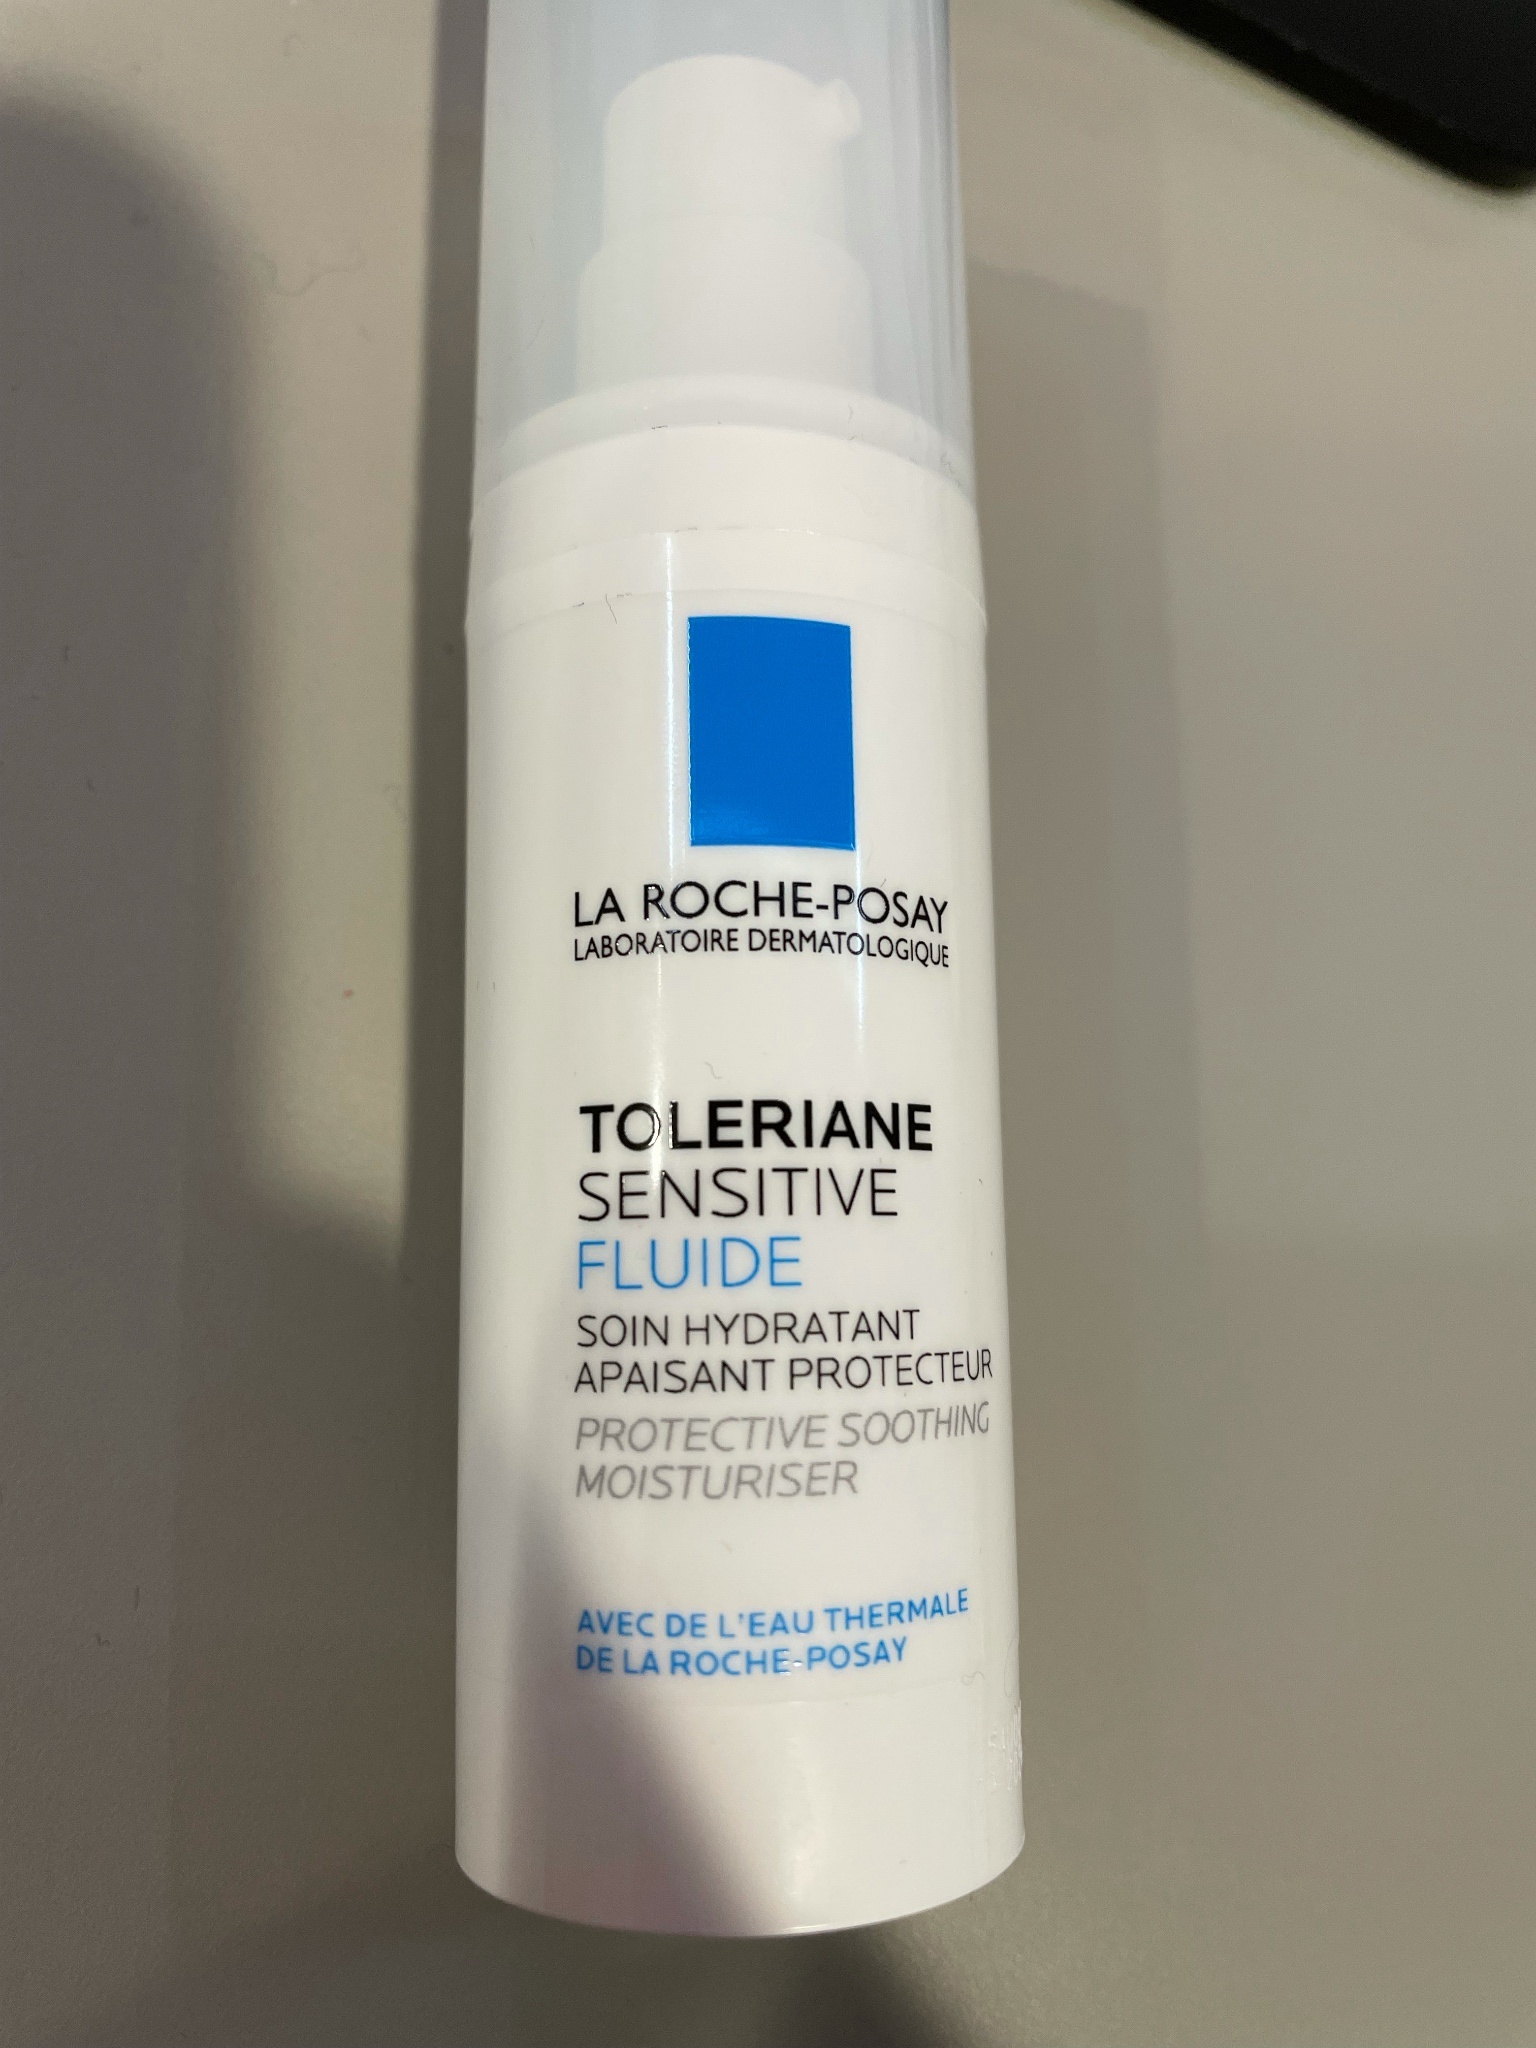 LA ROCHE-POSAY
LABORATOIRE DERMATOLOGIQUE
TOLERIANE
SENSITIVE
FLUIDE
SOIN HYDRATANT
APAISANT PROTECTEUR
PROTECTIVE SOOTHING
MOISTURISER
AVEC DE L'EAU THERMALE
DE LA ROCHE-POSAY